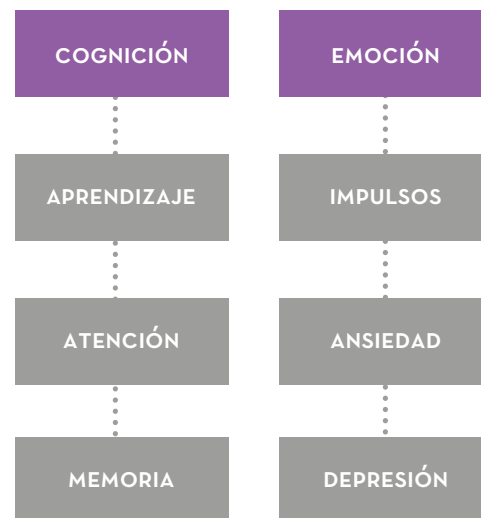 COGNICIÓN
APRENDIZAJE
ATENCIÓN
MEMORIA
EMOCIÓN
IMPULSOS
ANSIEDAD
DEPRESIÓN